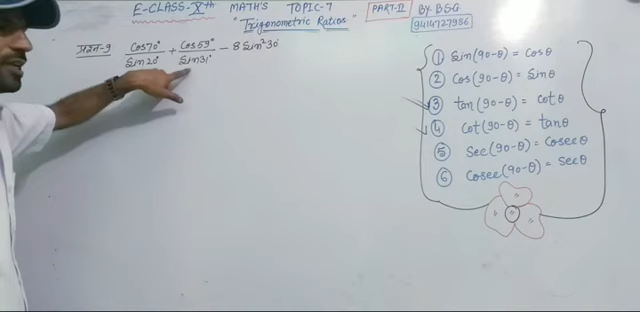 E-CLASS-Xth MATH'S TOPIC-7 PART-II BY. BSG
"Trigonometric Ratios" 9414727956
प्रश्न-9 Cos70°/Sin20° + Cos59°/Sin31° - 8 Sin²30°
① Sin(90-θ) = Cosθ
② Cos(90-θ) = Sinθ
③ tan(90-θ) = Cotθ
④ Cot(90-θ) = tanθ
⑤ Sec(90-θ) = Cosecθ
⑥ Cosec(90-θ) = Secθ